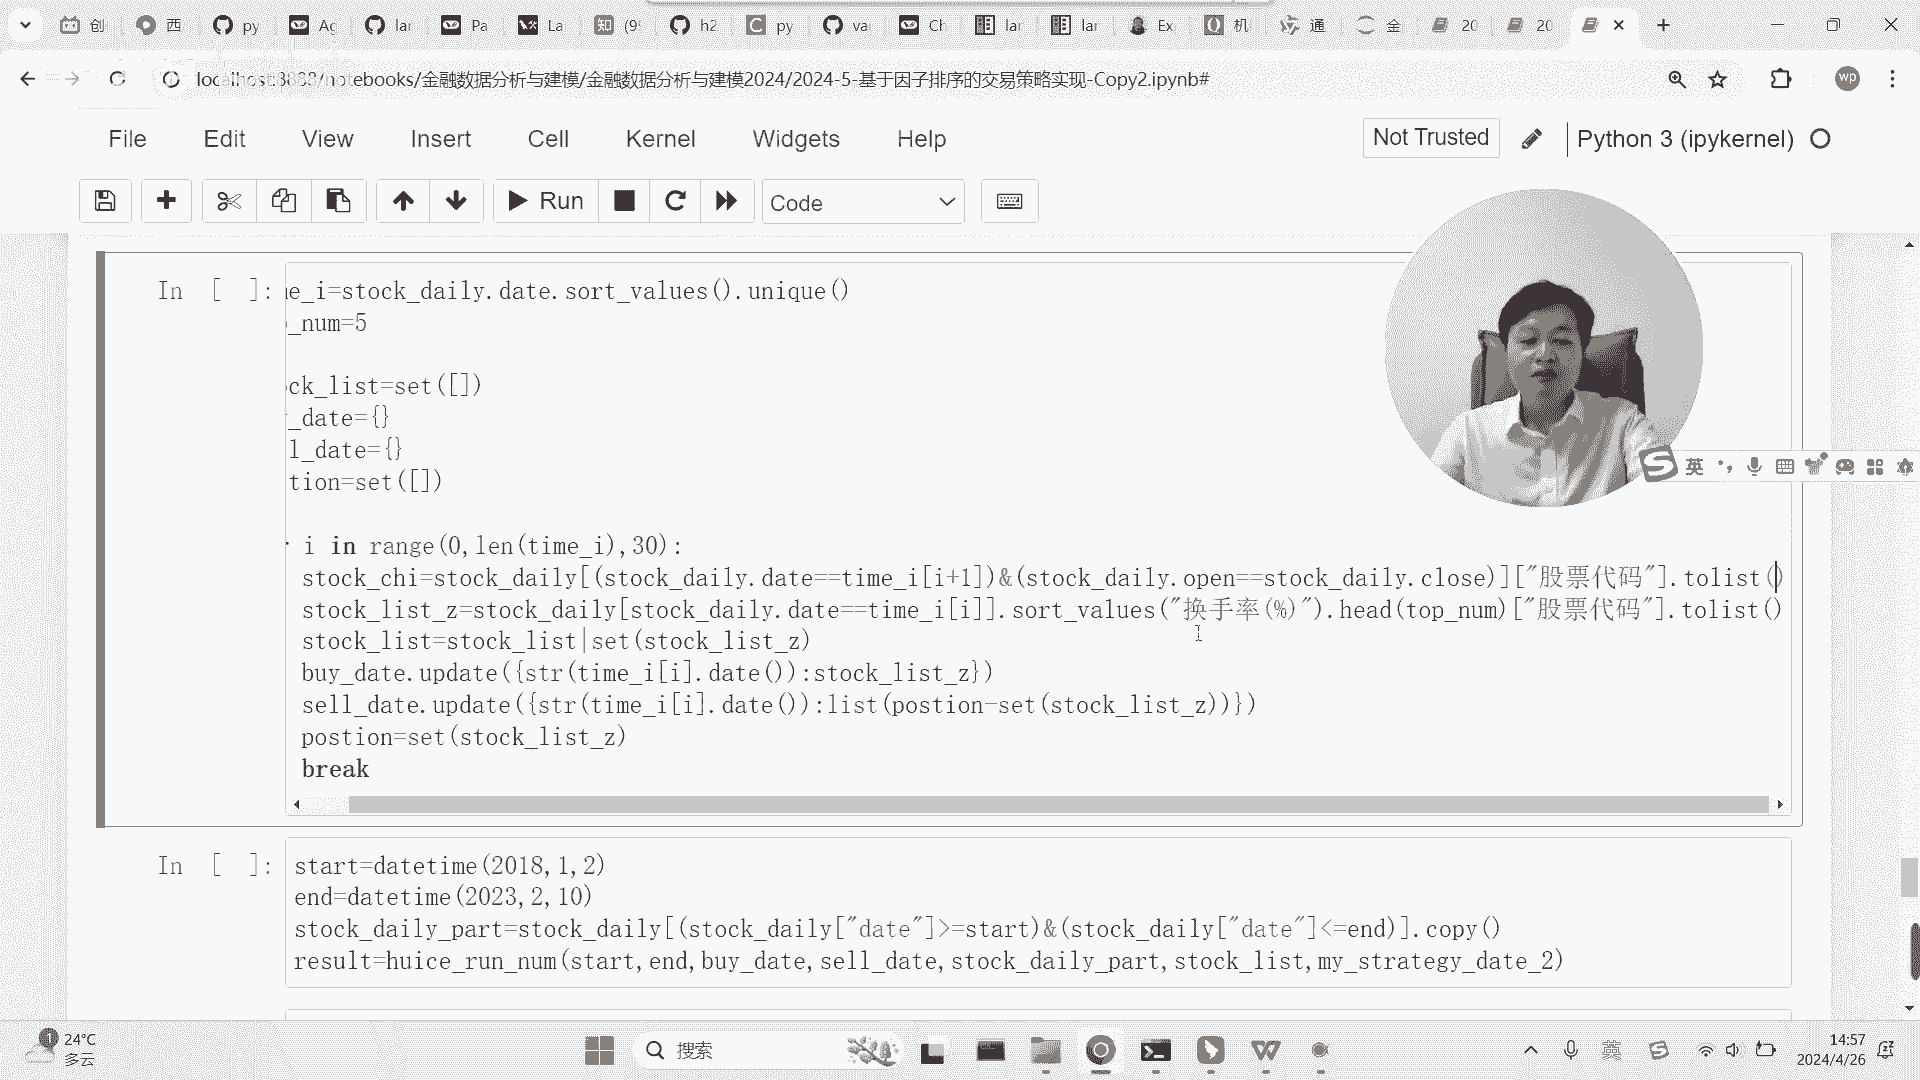 创
西
py
Ag
lar
Pa
La
知
(9
h2
py
va
Ch
lar
lar
Ex
机
通
金
20
20
localhost:8888/notebooks/金融数据分析与建模/金融数据分析与建模2024/2024-5-基于因子排序的交易策略实现-Copy2.ipynb#
wp
File Edit View Insert Cell Kernel Widgets Help
Not Trusted
Python 3 (ipykernel)
Run
Code
In [ ]:
e_i=stock_daily.date.sort_values().unique()
_num=5
ck_list=set([])
_date={}
l_date={}
tion=set([])
i in range(0,len(time_i),30):
stock_chi=stock_daily[(stock_daily.date==time_i[i+1])&(stock_daily.open==stock_daily.close)]["股票代码"].tolist()
stock_list_z=stock_daily[stock_daily.date==time_i[i]].sort_values("换手率(%)").head(top_num)["股票代码"].tolist()
stock_list=stock_list|set(stock_list_z)
buy_date.update({str(time_i[i].date()):stock_list_z})
sell_date.update({str(time_i[i].date()):list(postion-set(stock_list_z))})
postion=set(stock_list_z)
break
英
In [ ]:
start=datetime(2018,1,2)
end=datetime(2023,2,10)
stock_daily_part=stock_daily[(stock_daily["date"]>=start)&(stock_daily["date"]<=end)].copy()
result=huice_run_num(start,end,buy_date,sell_date,stock_daily_part,stock_list,my_strategy_date_2)
1
24°C
多云
搜索
英
14:57
2024/4/26